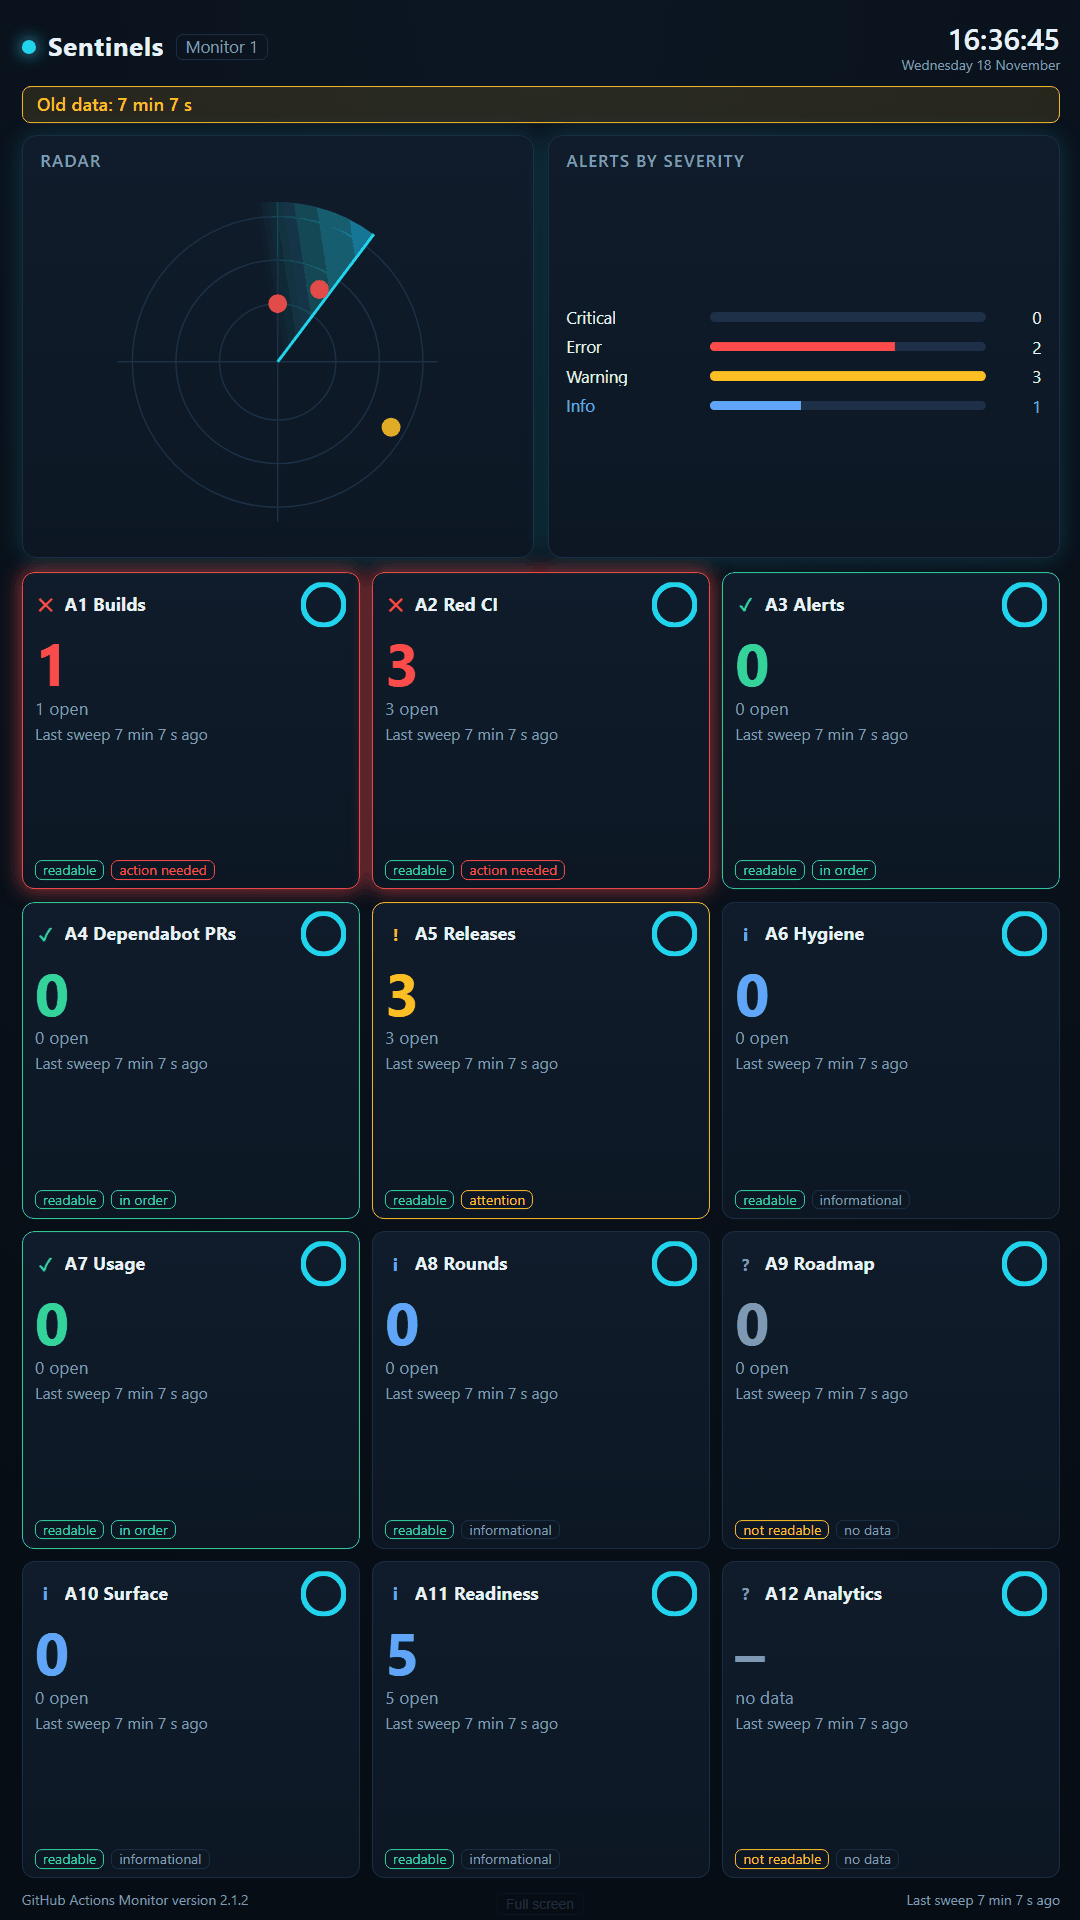 Sentinels
Monitor 1
16:36:45
Wednesday 18 November
Old data: 7 min 7 s
RADAR
ALERTS BY SEVERITY
Critical 0
Error 2
Warning 3
Info 1
✕ A1 Builds
1
1 open
Last sweep 7 min 7 s ago
readable action needed
✕ A2 Red CI
3
3 open
Last sweep 7 min 7 s ago
readable action needed
✓ A3 Alerts
0
0 open
Last sweep 7 min 7 s ago
readable in order
✓ A4 Dependabot PRs
0
0 open
Last sweep 7 min 7 s ago
readable in order
! A5 Releases
3
3 open
Last sweep 7 min 7 s ago
readable attention
i A6 Hygiene
0
0 open
Last sweep 7 min 7 s ago
readable informational
✓ A7 Usage
0
0 open
Last sweep 7 min 7 s ago
readable in order
i A8 Rounds
0
0 open
Last sweep 7 min 7 s ago
readable informational
? A9 Roadmap
0
0 open
Last sweep 7 min 7 s ago
not readable no data
i A10 Surface
0
0 open
Last sweep 7 min 7 s ago
readable informational
i A11 Readiness
5
5 open
Last sweep 7 min 7 s ago
readable informational
? A12 Analytics
–
no data
Last sweep 7 min 7 s ago
not readable no data
GitHub Actions Monitor version 2.1.2
Full screen
Last sweep 7 min 7 s ago